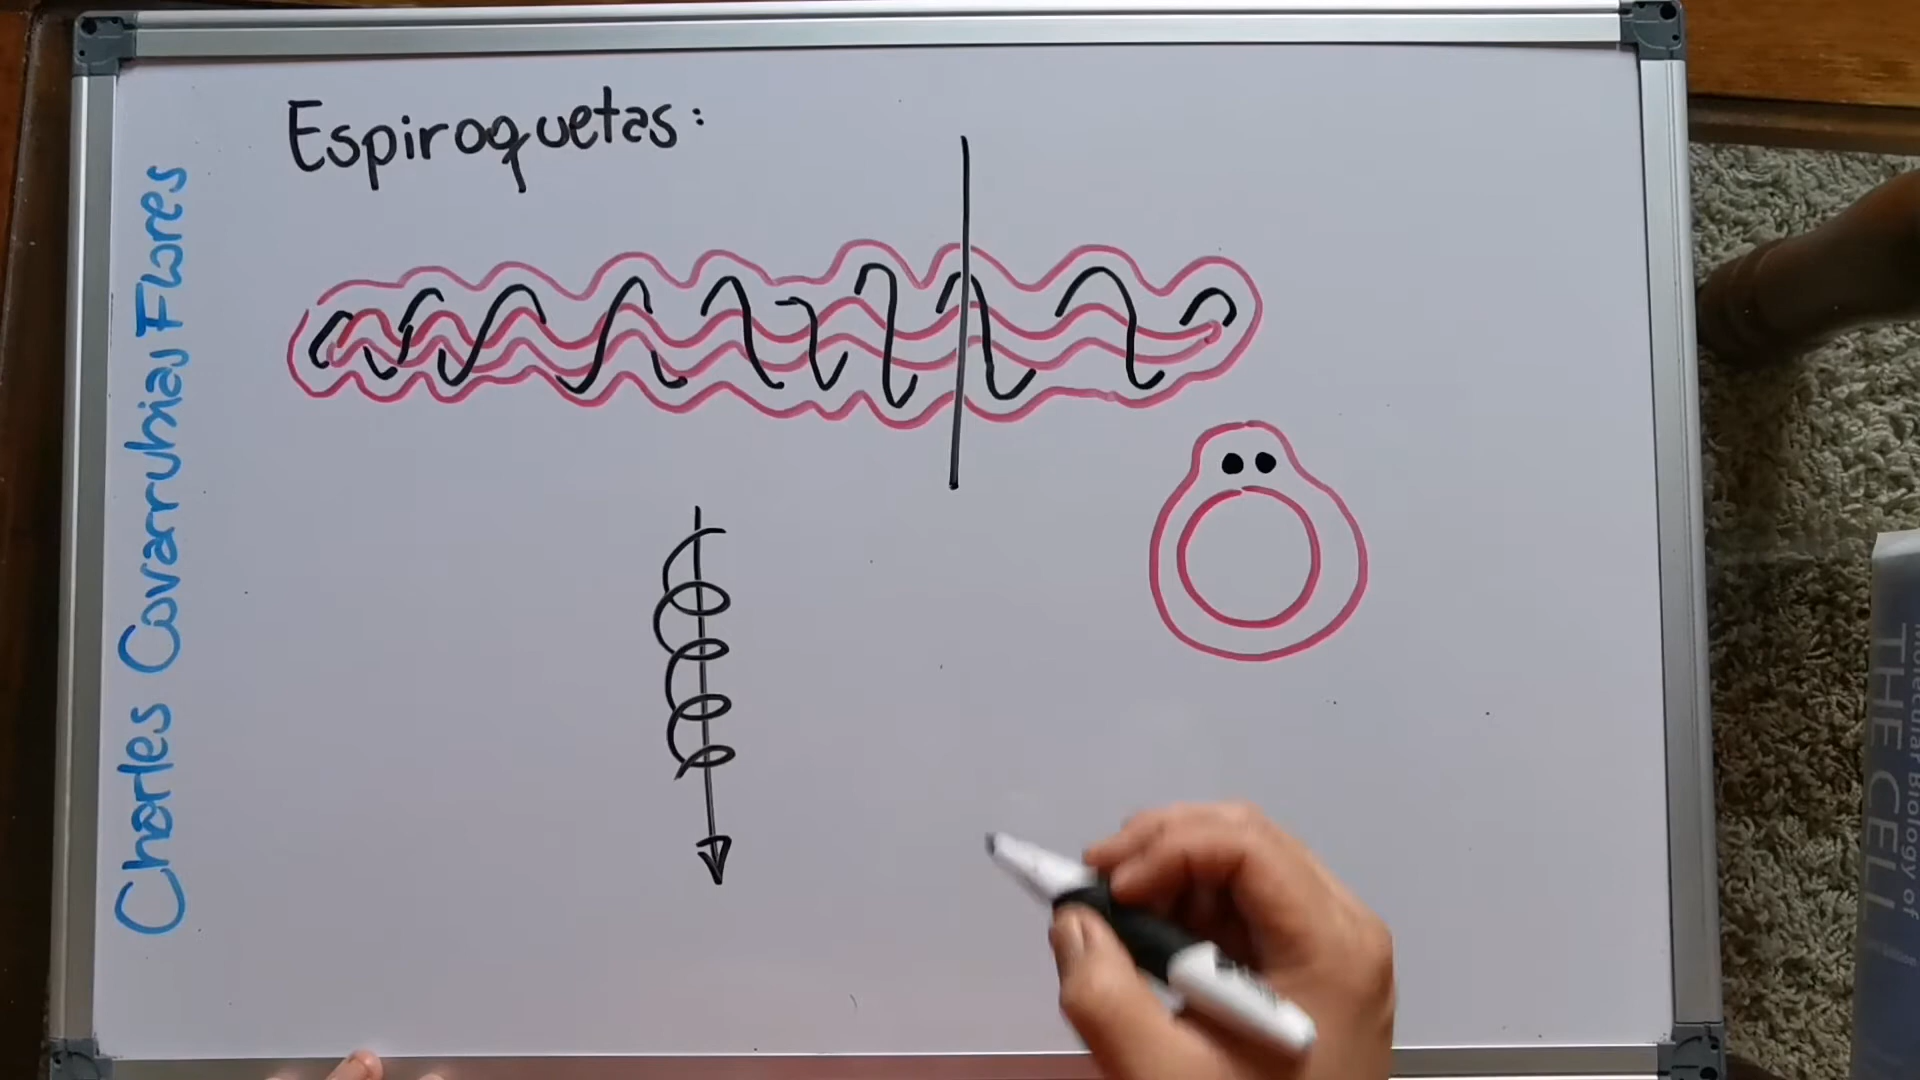 Espiroquetas:
Charles Covarrubias Flores
Molecular Biology of
THE CELL